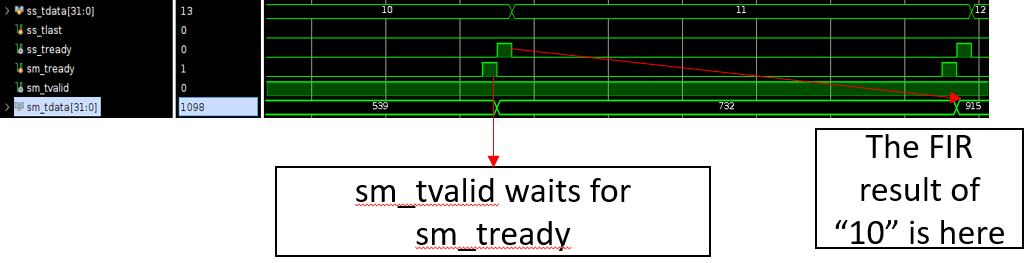 ss_tdata[31:0] 13 10 11 12
ss_tlast 0
ss_tready 0
sm_tready 1
sm_tvalid 0
sm_tdata[31:0] 1098 539 732 915
sm_tvalid waits for
sm_tready
The FIR
result of
“10” is here